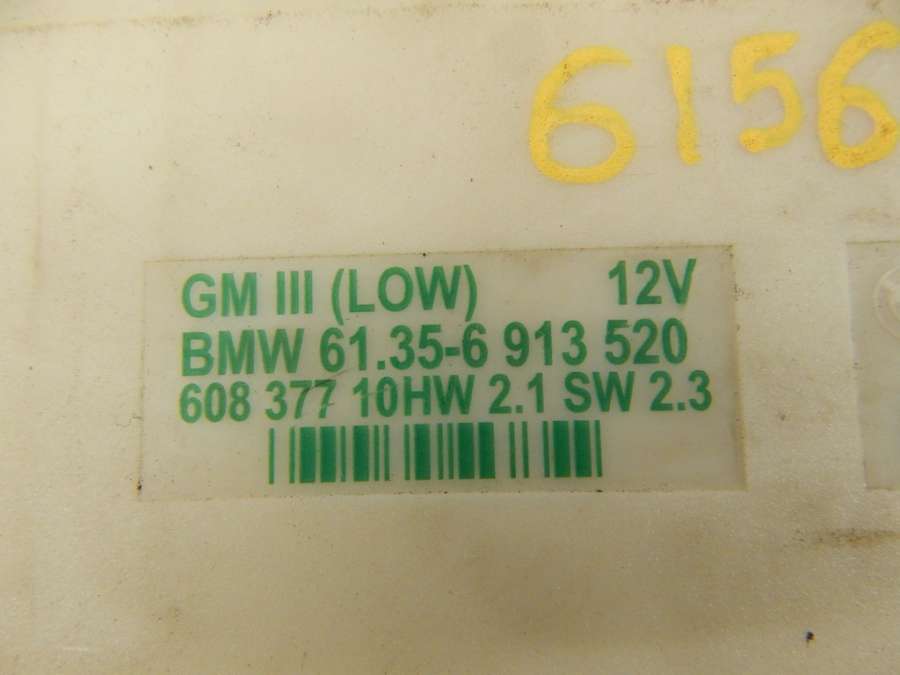 6156
GM III (LOW) 12V
BMW 61.35-6 913 520
608 377 10HW 2.1 SW 2.3